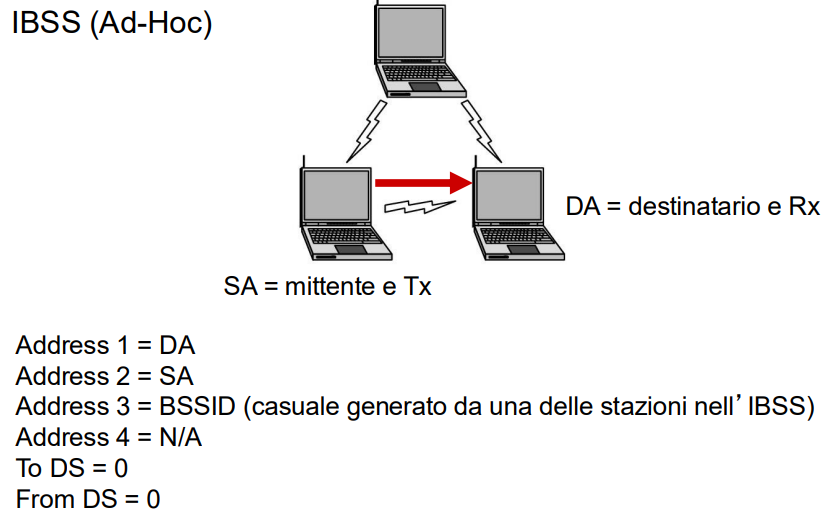 IBSS (Ad-Hoc)
DA = destinatario e Rx
SA = mittente e Tx
Address 1 = DA
Address 2 = SA
Address 3 = BSSID (casuale generato da una delle stazioni nell’IBSS)
Address 4 = N/A
To DS = 0
From DS = 0